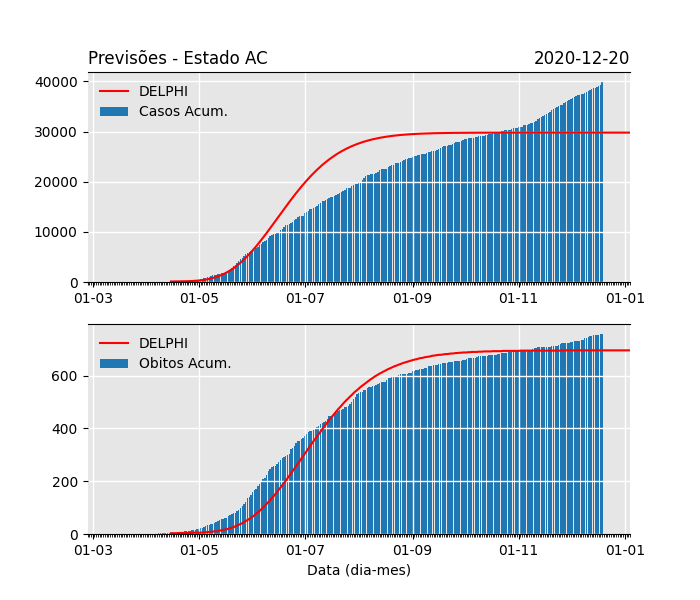 Previsões - Estado AC 2020-12-20
40000
30000
20000
10000
0
DELPHI
Casos Acum.
01-03 01-05 01-07 01-09 01-11 01-01
600
400
200
0
DELPHI
Obitos Acum.
01-03 01-05 01-07 01-09 01-11 01-01
Data (dia-mes)